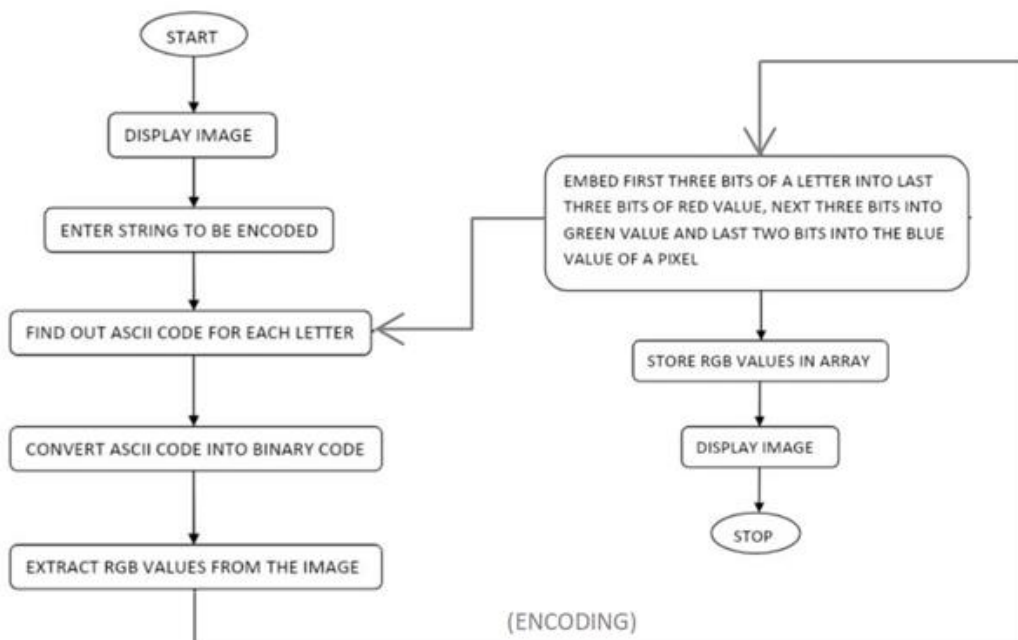 START
DISPLAY IMAGE
ENTER STRING TO BE ENCODED
FIND OUT ASCII CODE FOR EACH LETTER
CONVERT ASCII CODE INTO BINARY CODE
EXTRACT RGB VALUES FROM THE IMAGE
EMBED FIRST THREE BITS OF A LETTER INTO LAST
THREE BITS OF RED VALUE, NEXT THREE BITS INTO
GREEN VALUE AND LAST TWO BITS INTO THE BLUE
VALUE OF A PIXEL
STORE RGB VALUES IN ARRAY
DISPLAY IMAGE
STOP
(ENCODING)